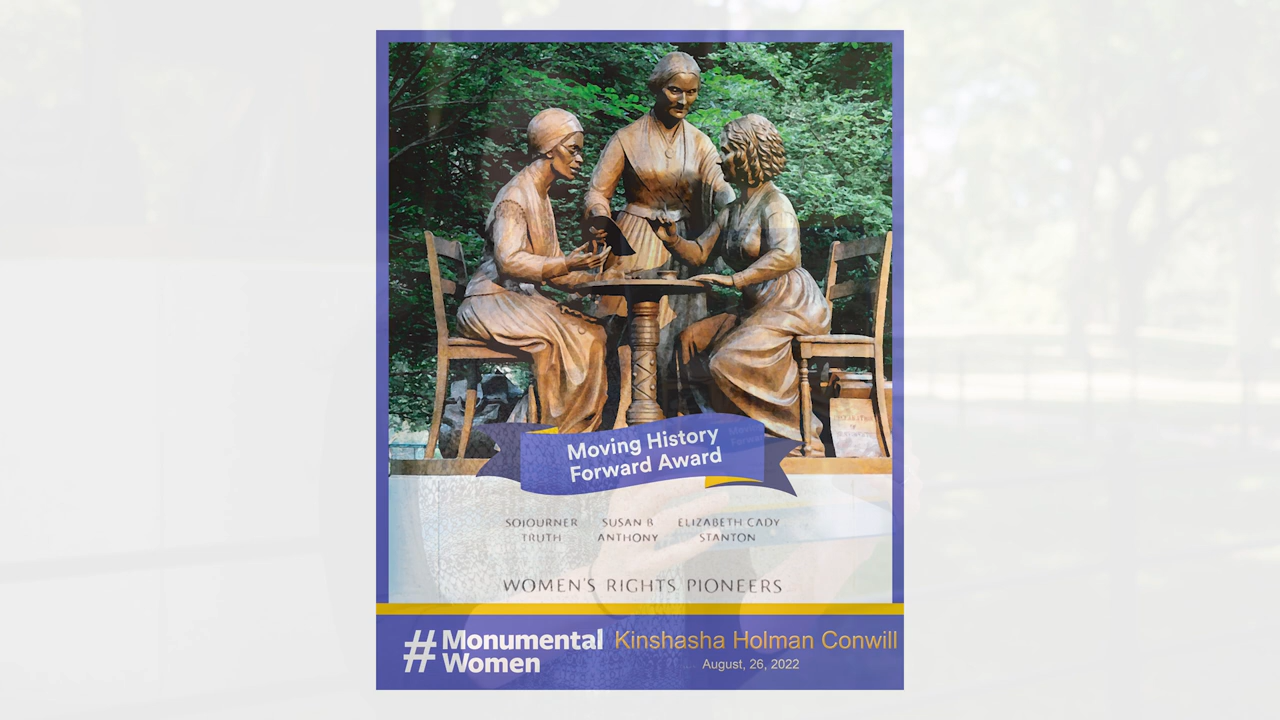 Moving History
Forward Award
SOJOURNER TRUTH
SUSAN B ANTHONY
ELIZABETH CADY STANTON
WOMEN'S RIGHTS PIONEERS
#Monumental Women
Kinshasha Holman Conwill
August, 26, 2022